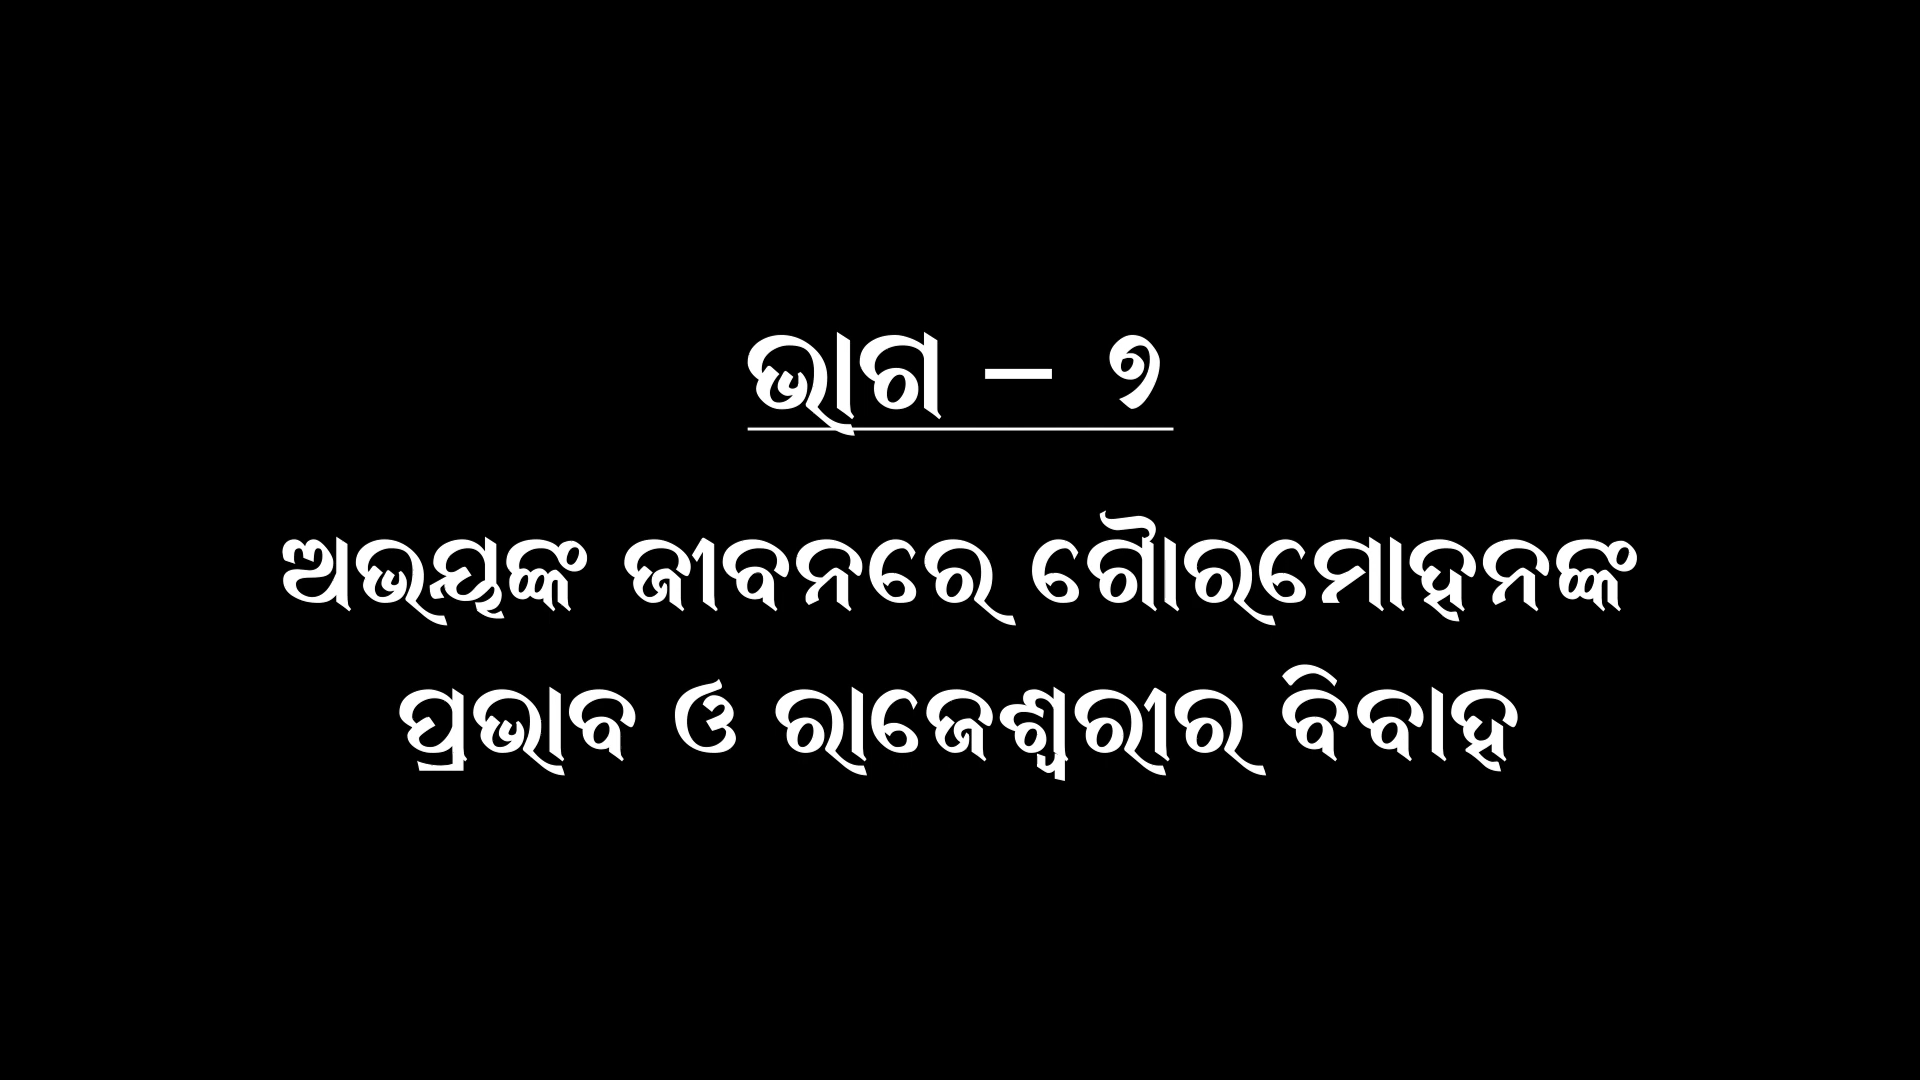 ଭାଗ – ୭
ଅଭୟଙ୍କ ଜୀବନରେ ଗୌରମୋହନଙ୍କ
ପ୍ରଭାବ ଓ ରାଜେଶ୍ୱରୀର ବିବାହ